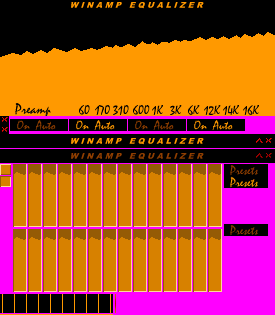 WINAMP EQUALIZER
Preamp 60 170 310 600 1K 3K 6K 12K 14K 16K
On Auto On Auto On Auto On Auto
WINAMP EQUALIZER
WINAMP EQUALIZER
Presets
Presets
Presets